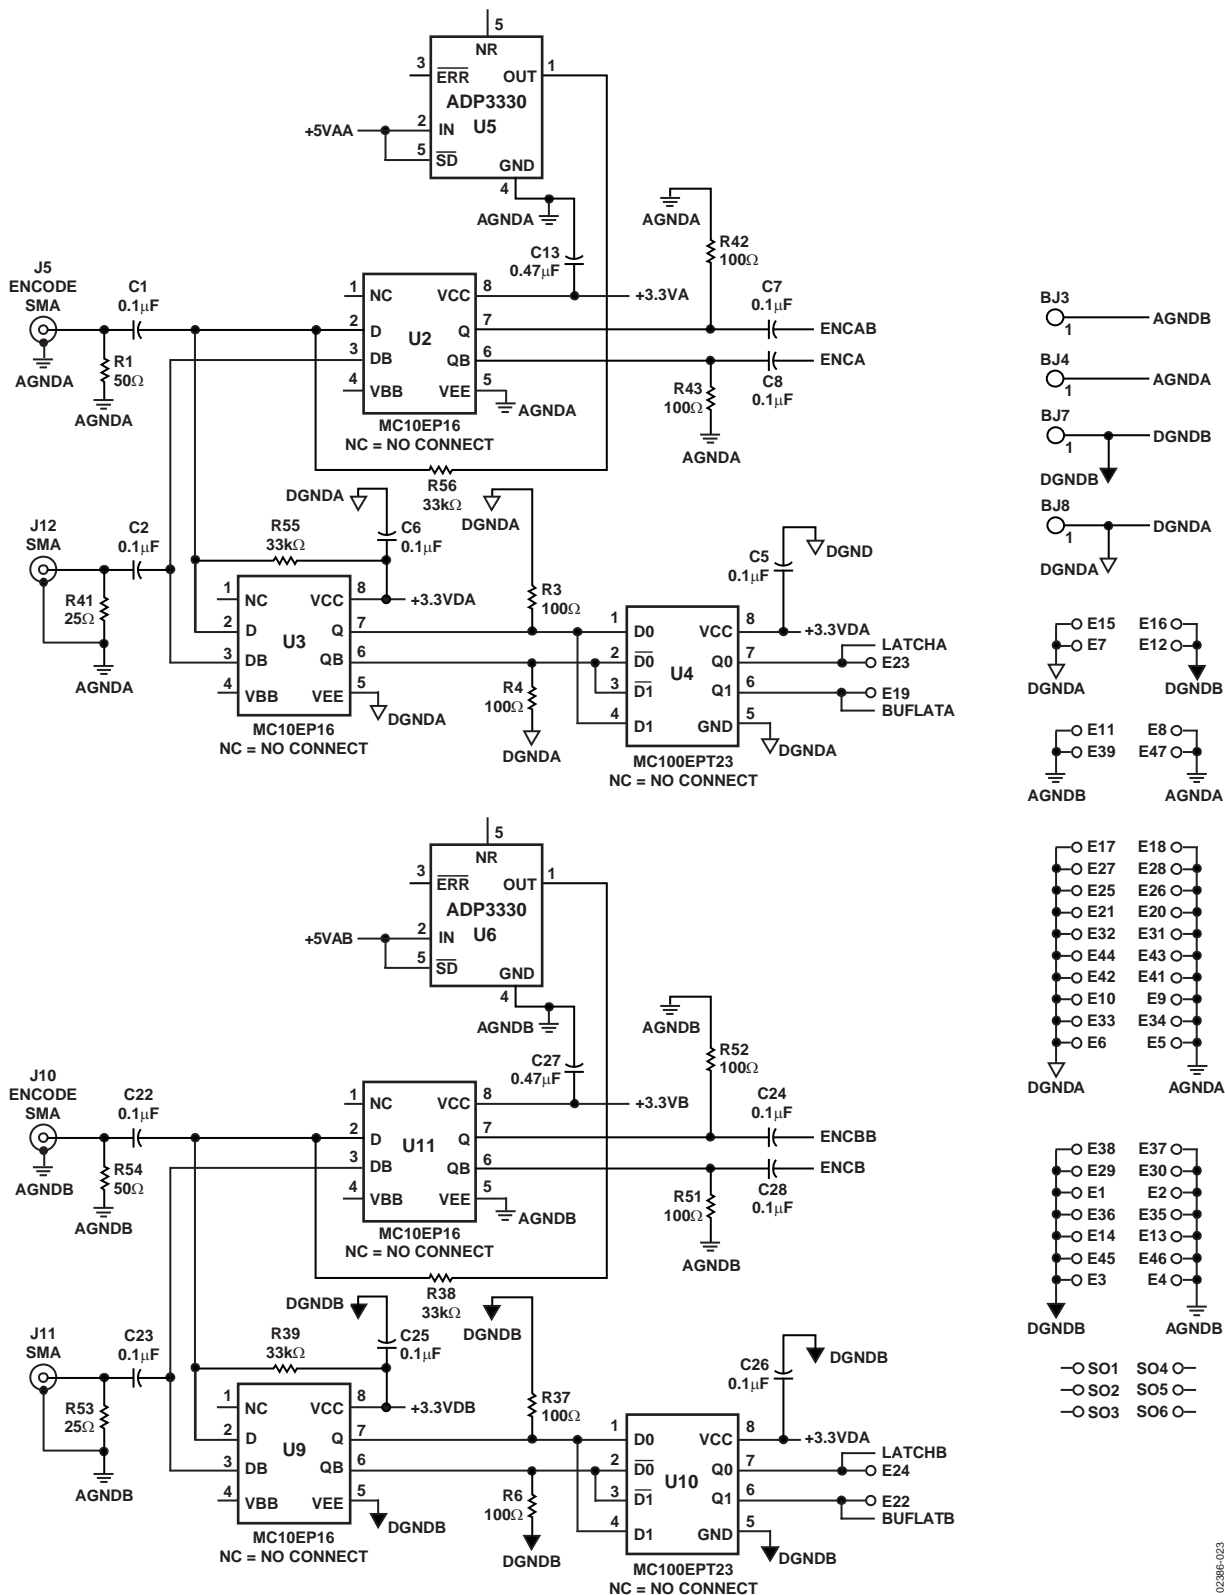 5
NR
3 ERR OUT 1
ADP3330
+5VAA 2 IN U5
5 SD
GND
4
AGNDA
AGNDA
R42
100Ω
C13
0.47µF
J5
ENCODE
SMA
C1
0.1µF
1 NC VCC 8 +3.3VA
C7
0.1µF
2 D U2 Q 7 ENCAB
3 DB QB 6 ENCA
C8
0.1µF
4 VBB VEE 5 AGNDA
AGNDA
R1
50Ω
AGNDA
R43
100Ω
AGNDA
MC10EP16
NC = NO CONNECT
R56
33kΩ
DGNDA
DGNDA
J12
SMA
C2
0.1µF
R55
33kΩ
C6
0.1µF
R3
100Ω
C5
0.1µF
DGND
R41
25Ω
AGNDA
1 NC VCC 8 +3.3VDA
2 D U3 Q 7
3 DB QB 6
4 VBB VEE 5 DGNDA
MC10EP16
NC = NO CONNECT
R4
100Ω
DGNDA
1 D0 VCC 8 +3.3VDA
2 D0 Q0 7 LATCHA
E23
U4
3 D1 Q1 6 E19
BUFLATA
4 D1 GND 5 DGNDA
MC100EPT23
NC = NO CONNECT
5
NR
3 ERR OUT 1
ADP3330
+5VAB 2 IN U6
5 SD
GND
4
AGNDB
AGNDB
R52
100Ω
C27
0.47µF
J10
ENCODE
SMA
C22
0.1µF
1 NC VCC 8 +3.3VB
C24
0.1µF
2 D U11 Q 7 ENCBB
3 DB QB 6 ENCB
C28
0.1µF
4 VBB VEE 5 AGNDB
AGNDB
R54
50Ω
AGNDB
R51
100Ω
AGNDB
MC10EP16
NC = NO CONNECT
R38
33kΩ
DGNDB
DGNDB
J11
SMA
C23
0.1µF
R39
33kΩ
C25
0.1µF
R37
100Ω
C26
0.1µF
DGNDB
R53
25Ω
AGNDB
1 NC VCC 8 +3.3VDB
2 D U9 Q 7
3 DB QB 6
4 VBB VEE 5 DGNDB
MC10EP16
NC = NO CONNECT
R6
100Ω
DGNDB
1 D0 VCC 8 +3.3VDA
2 D0 Q0 7 LATCHB
E24
U10
3 D1 Q1 6 E22
BUFLATB
4 D1 GND 5 DGNDB
MC100EPT23
NC = NO CONNECT
BJ3
1 AGNDB
BJ4
1 AGNDA
BJ7
1 DGNDB
DGNDB
BJ8
1 DGNDA
DGNDA
E15 E16
E7 E12
DGNDA DGNDB
E11 E8
E39 E47
AGNDB AGNDA
E17 E18
E27 E28
E25 E26
E21 E20
E32 E31
E44 E43
E42 E41
E10 E9
E33 E34
E6 E5
DGNDA AGNDA
E38 E37
E29 E30
E1 E2
E36 E35
E14 E13
E45 E46
E3 E4
DGNDB AGNDB
SO1 SO4
SO2 SO5
SO3 SO6
02386-023